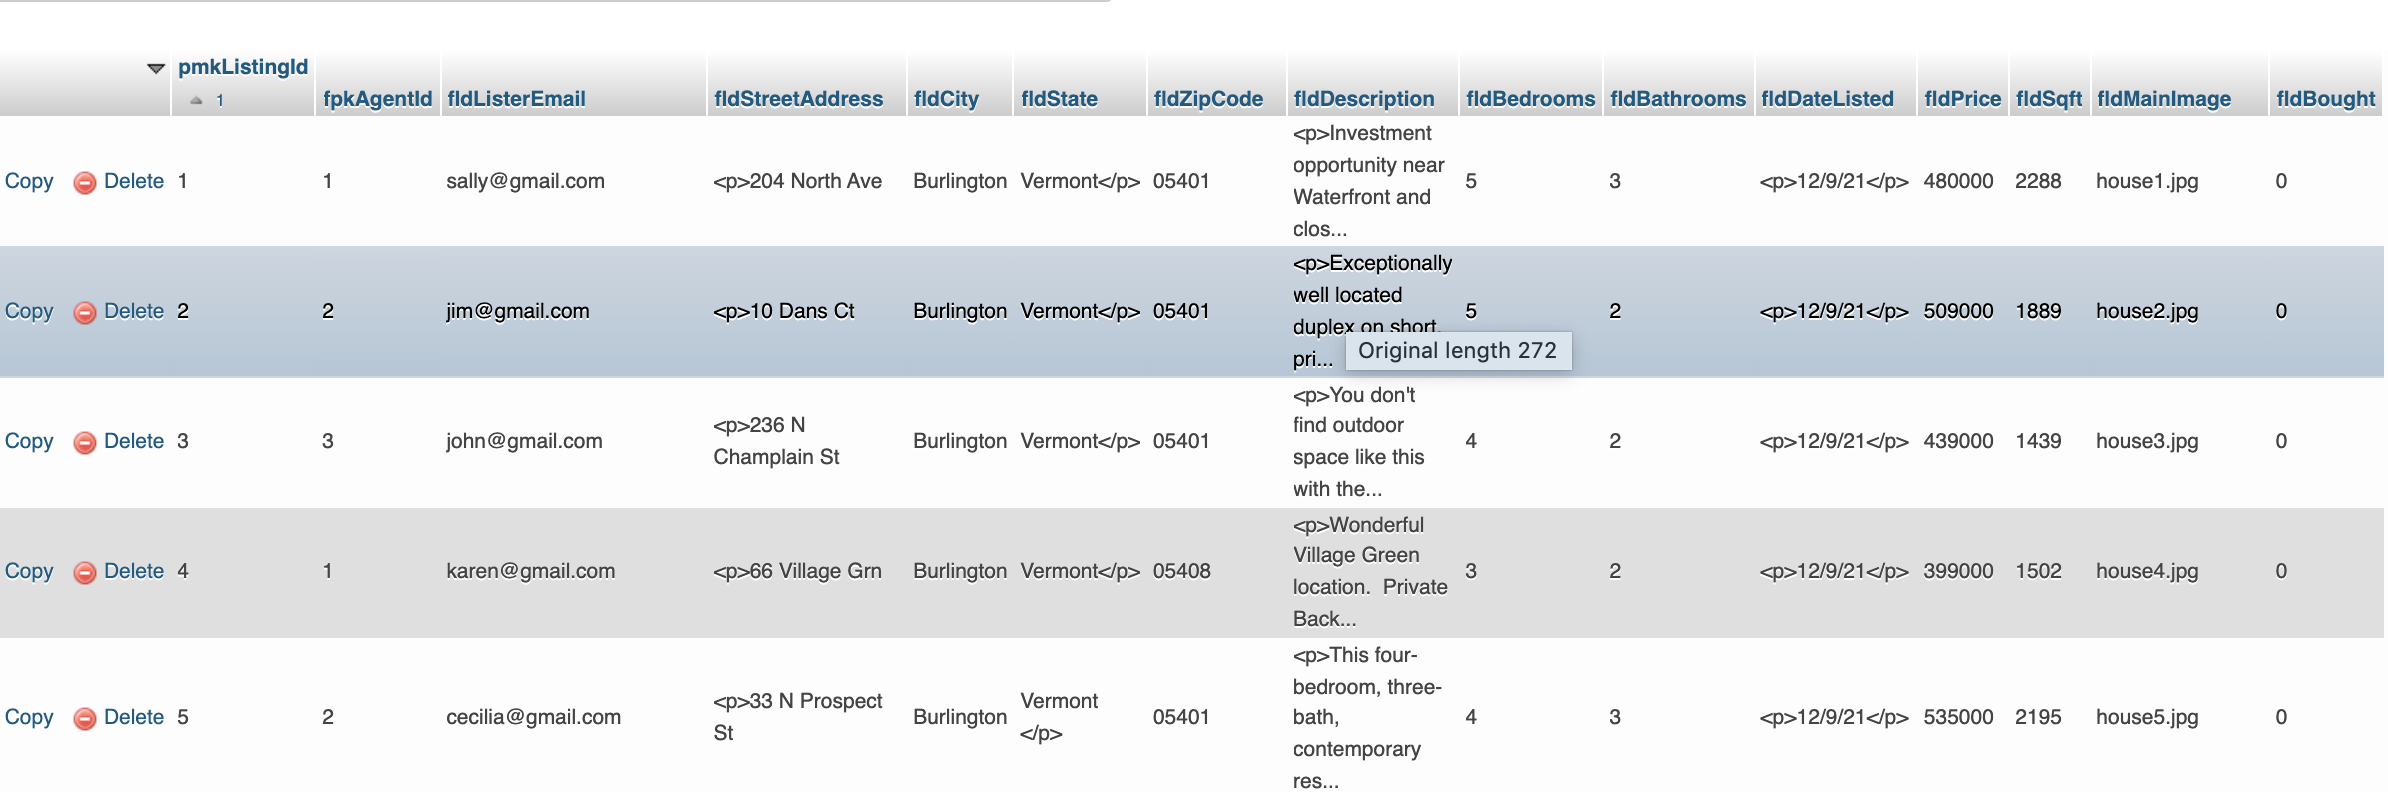 pmkListingId 1 fpkAgentId fldListerEmail fldStreetAddress fldCity fldState fldZipCode fldDescription fldBedrooms fldBathrooms fldDateListed fldPrice fldSqft fldMainImage fldBought
Copy Delete 1 1 sally@gmail.com <p>204 North Ave Burlington Vermont</p> 05401 <p>Investment opportunity near Waterfront and clos... 5 3 <p>12/9/21</p> 480000 2288 house1.jpg 0
Copy Delete 2 2 jim@gmail.com <p>10 Dans Ct Burlington Vermont</p> 05401 <p>Exceptionally well located duplex on short, pri... 5 2 <p>12/9/21</p> 509000 1889 house2.jpg 0
Original length 272
Copy Delete 3 3 john@gmail.com <p>236 N Champlain St Burlington Vermont</p> 05401 <p>You don't find outdoor space like this with the... 4 2 <p>12/9/21</p> 439000 1439 house3.jpg 0
Copy Delete 4 1 karen@gmail.com <p>66 Village Grn Burlington Vermont</p> 05408 <p>Wonderful Village Green location.  Private Back... 3 2 <p>12/9/21</p> 399000 1502 house4.jpg 0
Copy Delete 5 2 cecilia@gmail.com <p>33 N Prospect St Burlington Vermont </p> 05401 <p>This four-bedroom, three-bath, contemporary res... 4 3 <p>12/9/21</p> 535000 2195 house5.jpg 0